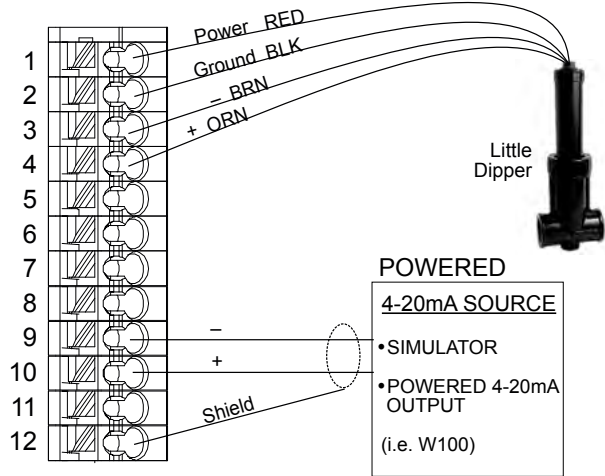 Power RED
Ground BLK
– BRN
+ ORN
1
2
3
4
5
6
7
8
9
10
11
12
Little
Dipper
POWERED
4-20mA SOURCE
•SIMULATOR
•POWERED 4-20mA
OUTPUT
(i.e. W100)
–
+
Shield